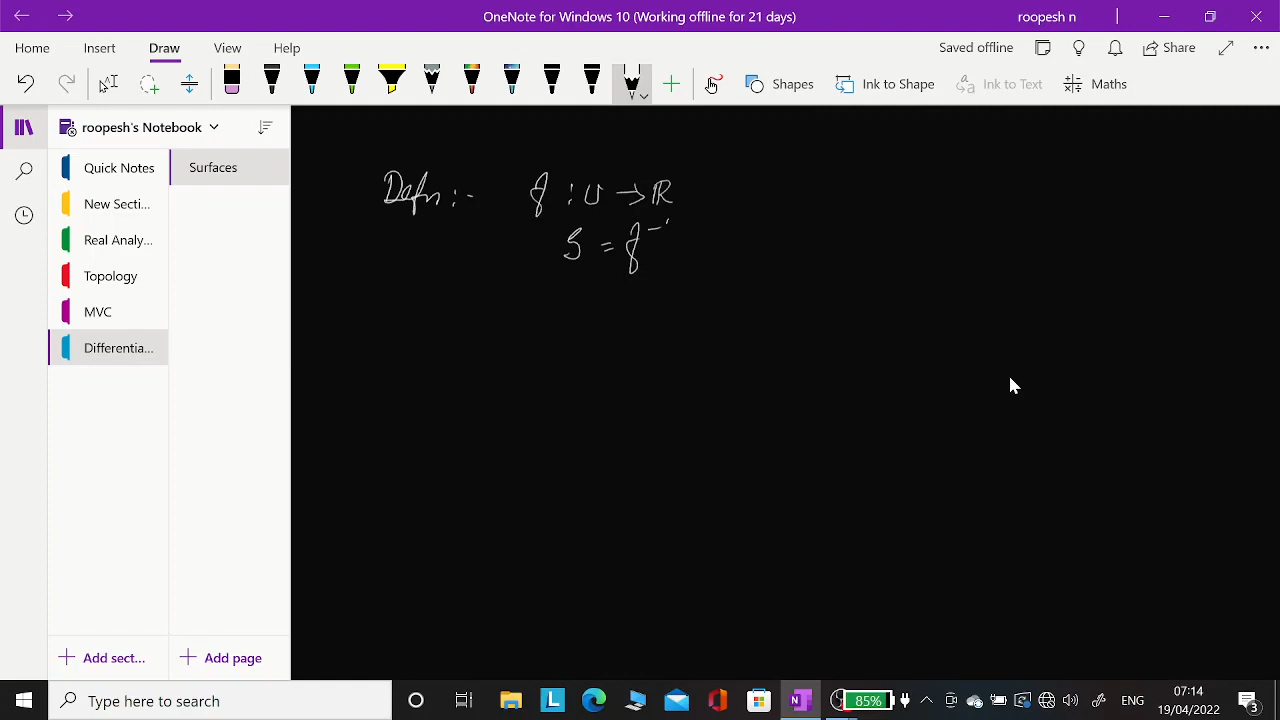 OneNote for Windows 10 (Working offline for 21 days)
roopesh n
Home Insert Draw View Help
Saved offline
Share
Shapes
Ink to Shape
Ink to Text
Maths
roopesh's Notebook
Quick Notes
New Secti...
Real Analy...
Topology
MVC
Differentia...
Surfaces
Defn :- f : U → ℝ
S = f⁻¹
Add sect...
Add page
Type here to search
L
N
85%
ENG
07:14
19/04/2022
3